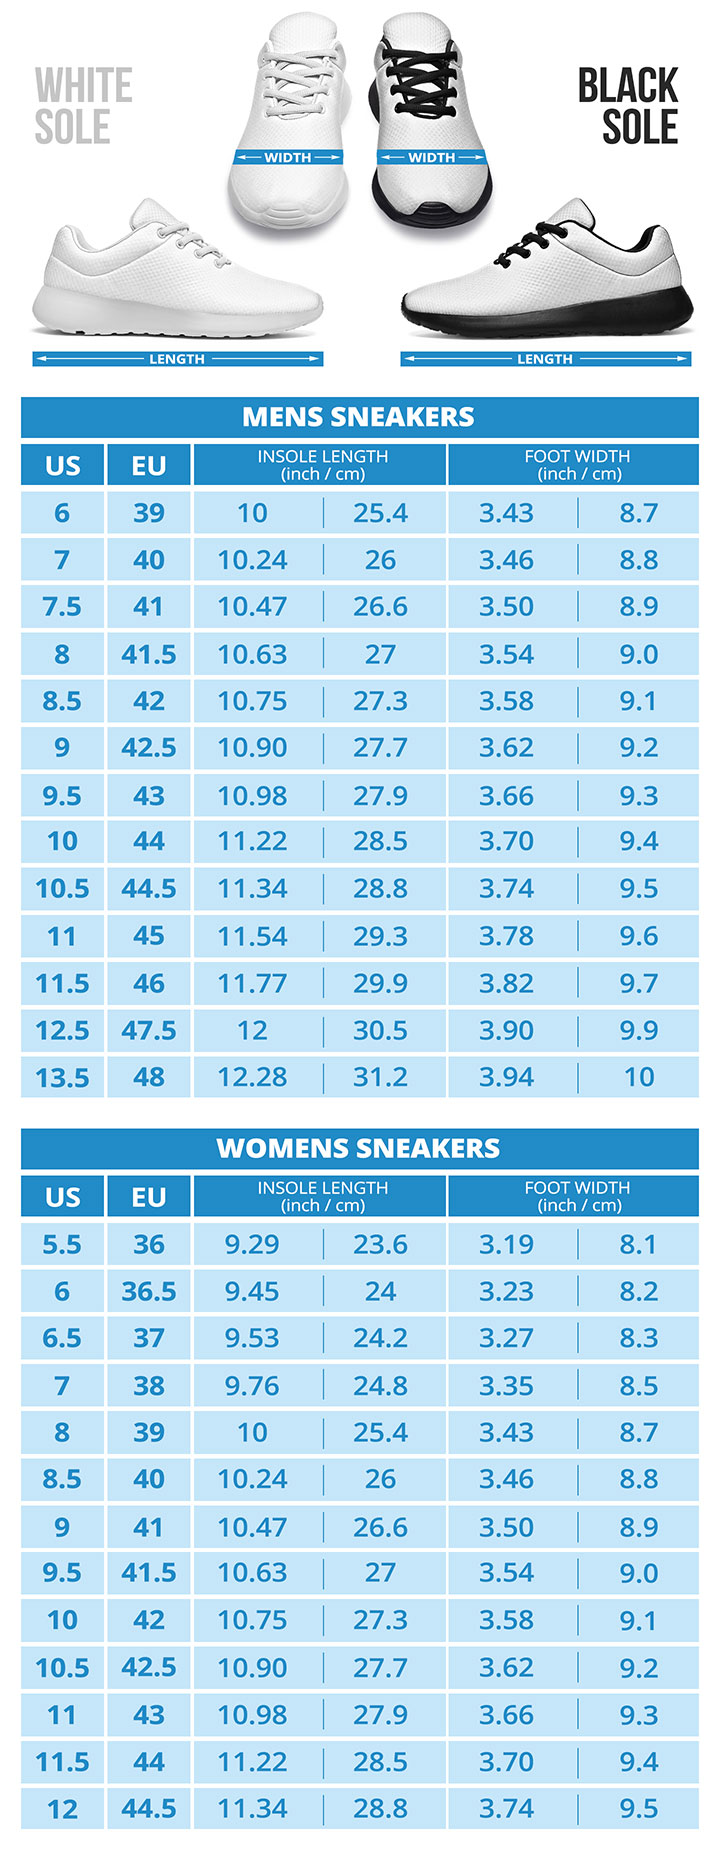 WHITE
SOLE
BLACK
SOLE
WIDTH
WIDTH
LENGTH
LENGTH
MENS SNEAKERS
US EU INSOLE LENGTH (inch / cm) FOOT WIDTH (inch / cm)
6 39 10 25.4 3.43 8.7
7 40 10.24 26 3.46 8.8
7.5 41 10.47 26.6 3.50 8.9
8 41.5 10.63 27 3.54 9.0
8.5 42 10.75 27.3 3.58 9.1
9 42.5 10.90 27.7 3.62 9.2
9.5 43 10.98 27.9 3.66 9.3
10 44 11.22 28.5 3.70 9.4
10.5 44.5 11.34 28.8 3.74 9.5
11 45 11.54 29.3 3.78 9.6
11.5 46 11.77 29.9 3.82 9.7
12.5 47.5 12 30.5 3.90 9.9
13.5 48 12.28 31.2 3.94 10
WOMENS SNEAKERS
US EU INSOLE LENGTH (inch / cm) FOOT WIDTH (inch / cm)
5.5 36 9.29 23.6 3.19 8.1
6 36.5 9.45 24 3.23 8.2
6.5 37 9.53 24.2 3.27 8.3
7 38 9.76 24.8 3.35 8.5
8 39 10 25.4 3.43 8.7
8.5 40 10.24 26 3.46 8.8
9 41 10.47 26.6 3.50 8.9
9.5 41.5 10.63 27 3.54 9.0
10 42 10.75 27.3 3.58 9.1
10.5 42.5 10.90 27.7 3.62 9.2
11 43 10.98 27.9 3.66 9.3
11.5 44 11.22 28.5 3.70 9.4
12 44.5 11.34 28.8 3.74 9.5